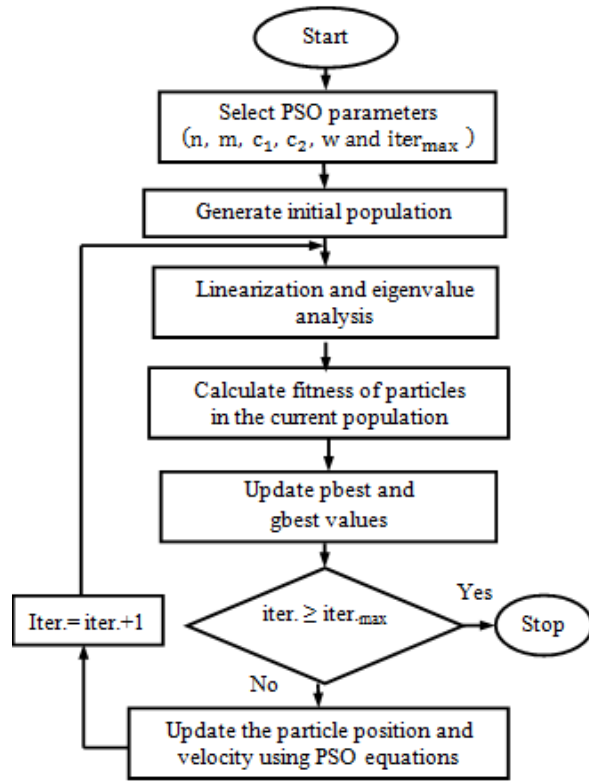 Start
Select PSO parameters
(n, m, c₁, c₂, w and iterₘₐₓ )
Generate initial population
Linearization and eigenvalue
analysis
Calculate fitness of particles
in the current population
Update pbest and
gbest values
iter. ≥ iter.ₘₐₓ
Yes
Stop
No
Update the particle position and
velocity using PSO equations
Iter.= iter.+1